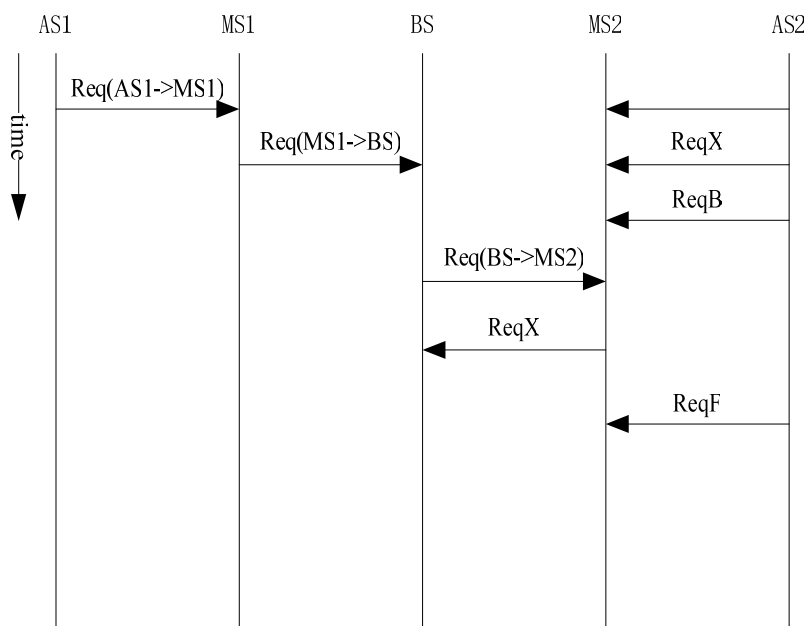 AS1 MS1 BS MS2 AS2
Req(AS1->MS1)
time
Req(MS1->BS)
ReqX
ReqB
Req(BS->MS2)
ReqX
ReqF